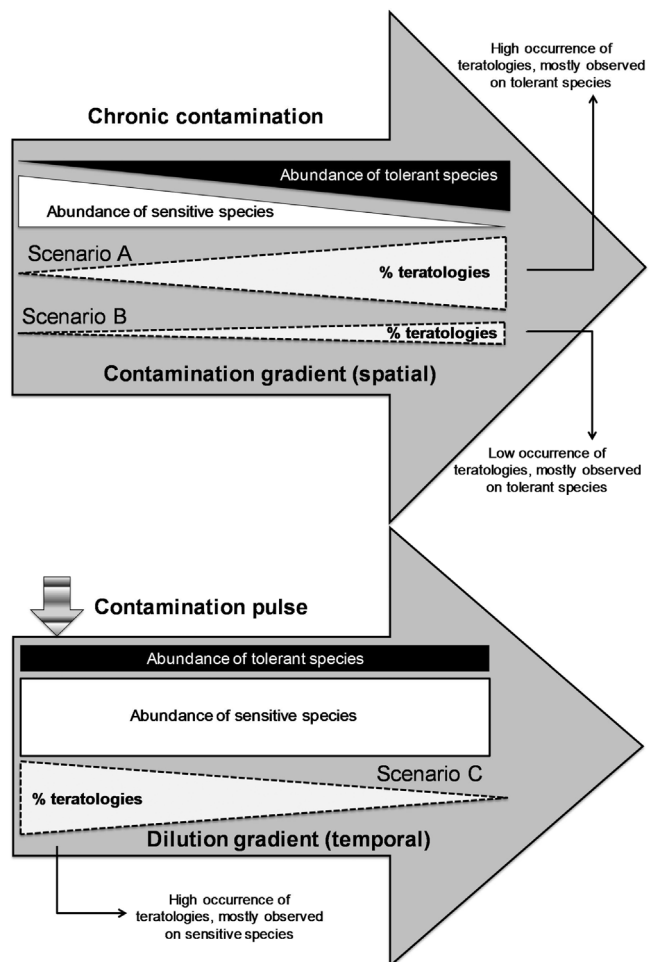 High occurrence of
teratologies, mostly observed
on tolerant species
Chronic contamination
Abundance of tolerant species
Abundance of sensitive species
Scenario A
% teratologies
Scenario B
% teratologies
Contamination gradient (spatial)
Low occurrence of
teratologies, mostly observed
on tolerant species
Contamination pulse
Abundance of tolerant species
Abundance of sensitive species
Scenario C
% teratologies
Dilution gradient (temporal)
High occurrence of
teratologies, mostly observed
on sensitive species